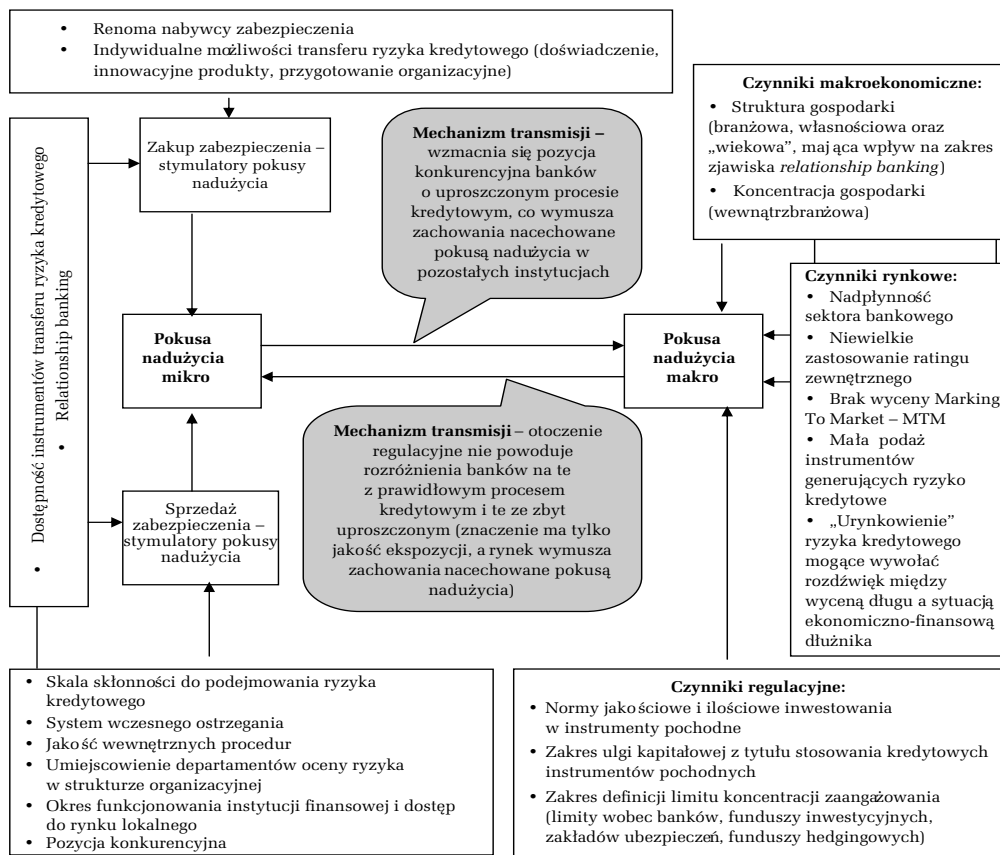 • Renoma nabywcy zabezpieczenia
• Indywidualne możliwości transferu ryzyka kredytowego (doświadczenie,
innowacyjne produkty, przygotowanie organizacyjne)
• Dostępność instrumentów transferu ryzyka kredytowego
• Relationship banking
Zakup zabezpieczenia –
stymulatory pokusy
nadużycia
Mechanizm transmisji –
wzmacnia się pozycja
konkurencyjna banków
o uproszczonym procesie
kredytowym, co wymusza
zachowania nacechowane
pokusą nadużycia w
pozostałych instytucjach
Czynniki makroekonomiczne:
• Struktura gospodarki
(branżowa, własnościowa oraz
„wiekowa”, mająca wpływ na zakres
zjawiska relationship banking)
• Koncentracja gospodarki
(wewnątrzbranżowa)
Pokusa
nadużycia
mikro
Pokusa
nadużycia
makro
Czynniki rynkowe:
• Nadpłynność
sektora bankowego
• Niewielkie
zastosowanie ratingu
zewnętrznego
• Brak wyceny Marking
To Market – MTM
• Mała podaż
instrumentów
generujących ryzyko
kredytowe
• „Urynkowienie”
ryzyka kredytowego
mogące wywołać
rozdźwięk między
wyceną długu a sytuacją
ekonomiczno-finansową
dłużnika
Mechanizm transmisji – otoczenie
regulacyjne nie powoduje
rozróżnienia banków na te
z prawidłowym procesem
kredytowym i te ze zbyt
uproszczonym (znaczenie ma tylko
jakość ekspozycji, a rynek wymusza
zachowania nacechowane pokusą
nadużycia)
Sprzedaż
zabezpieczenia –
stymulatory pokusy
nadużycia
• Skala skłonności do podejmowania ryzyka
kredytowego
• System wczesnego ostrzegania
• Jakość wewnętrznych procedur
• Umiejscowienie departamentów oceny ryzyka
w strukturze organizacyjnej
• Okres funkcjonowania instytucji finansowej i dostęp
do rynku lokalnego
• Pozycja konkurencyjna
Czynniki regulacyjne:
• Normy jakościowe i ilościowe inwestowania
w instrumenty pochodne
• Zakres ulgi kapitałowej z tytułu stosowania kredytowych
instrumentów pochodnych
• Zakres definicji limitu koncentracji zaangażowania
(limity wobec banków, funduszy inwestycyjnych,
zakładów ubezpieczeń, funduszy hedgingowych)